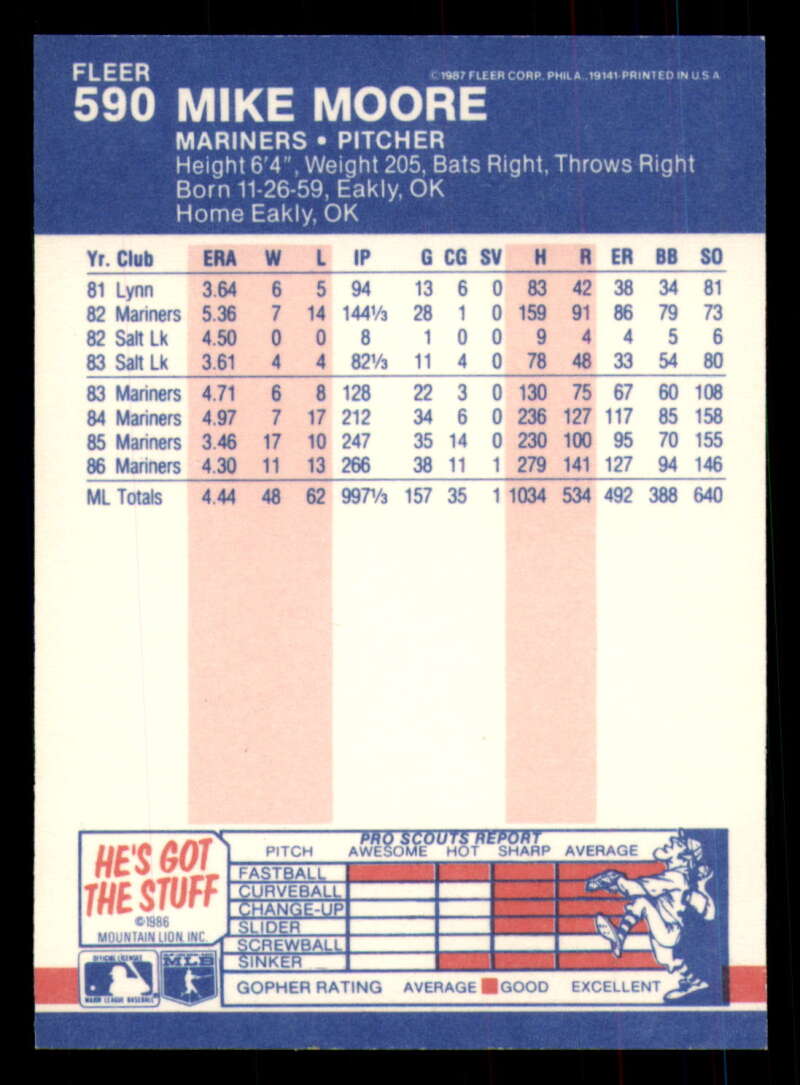 FLEER
©1987 FLEER CORP. PHILA., 19141-PRINTED IN U.S.A.
590 MIKE MOORE
MARINERS • PITCHER
Height 6'4", Weight 205, Bats Right, Throws Right
Born 11-26-59, Eakly, OK
Home Eakly, OK
Yr. Club ERA W L IP G CG SV H R ER BB SO
81 Lynn 3.64 6 5 94 13 6 0 83 42 38 34 81
82 Mariners 5.36 7 14 144⅓ 28 1 0 159 91 86 79 73
82 Salt Lk 4.50 0 0 8 1 0 0 9 4 4 5 6
83 Salt Lk 3.61 4 4 82⅓ 11 4 0 78 48 33 54 80
83 Mariners 4.71 6 8 128 22 3 0 130 75 67 60 108
84 Mariners 4.97 7 17 212 34 6 0 236 127 117 85 158
85 Mariners 3.46 17 10 247 35 14 0 230 100 95 70 155
86 Mariners 4.30 11 13 266 38 11 1 279 141 127 94 146
ML Totals 4.44 48 62 997⅓ 157 35 1 1034 534 492 388 640
HE'S GOT
THE STUFF
©1986
MOUNTAIN LION, INC.
OFFICIAL LICENSEE
MAJOR LEAGUE BASEBALL
MLB
PRO SCOUTS REPORT
PITCH AWESOME HOT SHARP AVERAGE
FASTBALL
CURVEBALL
CHANGE-UP
SLIDER
SCREWBALL
SINKER
GOPHER RATING AVERAGE GOOD EXCELLENT